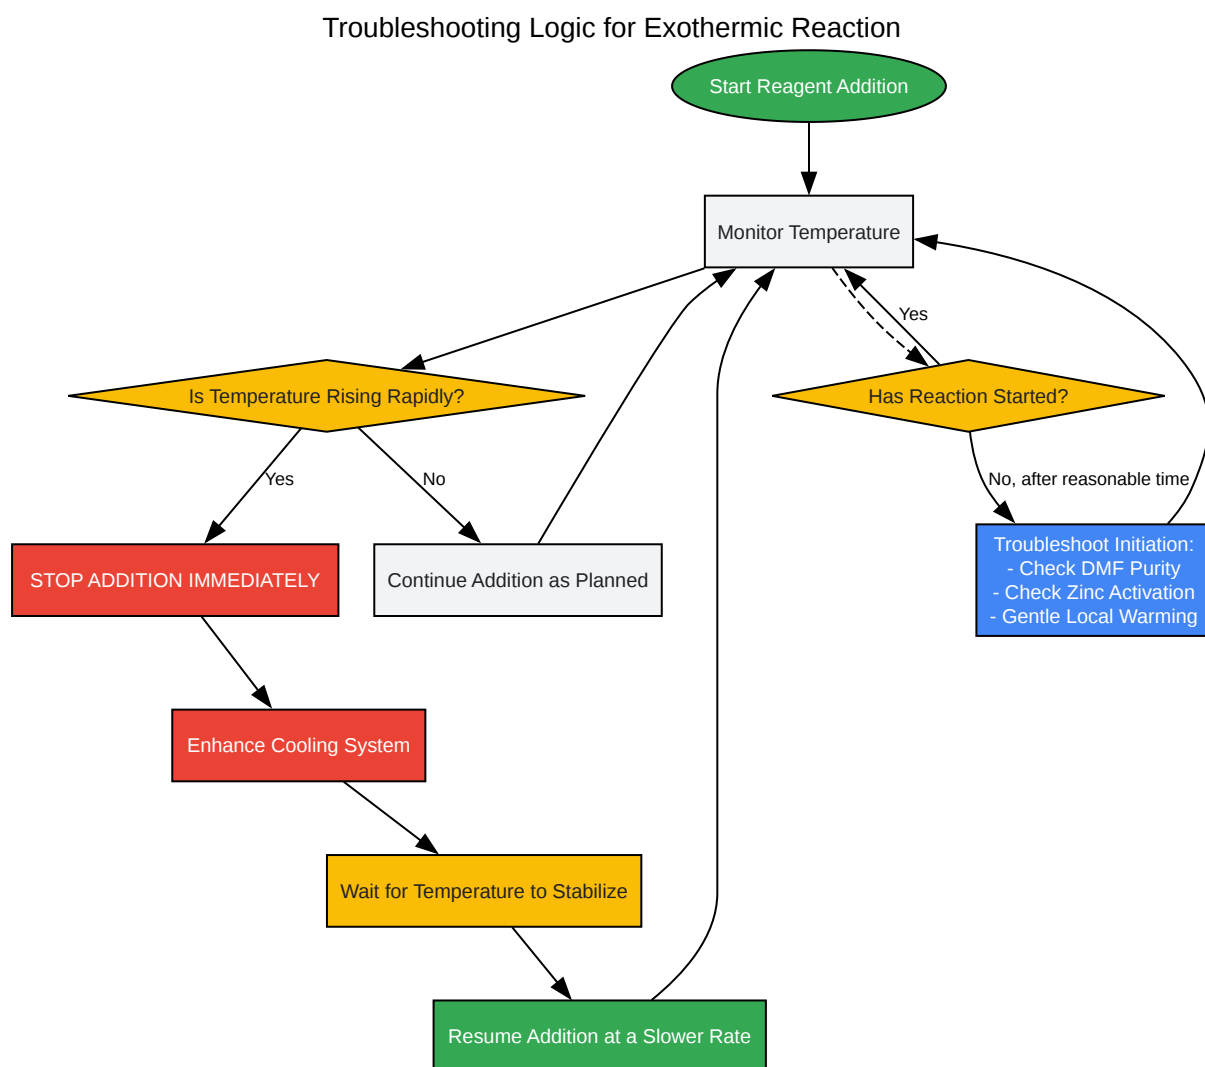 Troubleshooting Logic for Exothermic Reaction
Start Reagent Addition
Monitor Temperature
Yes
Is Temperature Rising Rapidly?
Has Reaction Started?
Yes
No
No, after reasonable time
STOP ADDITION IMMEDIATELY
Continue Addition as Planned
Troubleshoot Initiation:
- Check DMF Purity
- Check Zinc Activation
- Gentle Local Warming
Enhance Cooling System
Wait for Temperature to Stabilize
Resume Addition at a Slower Rate